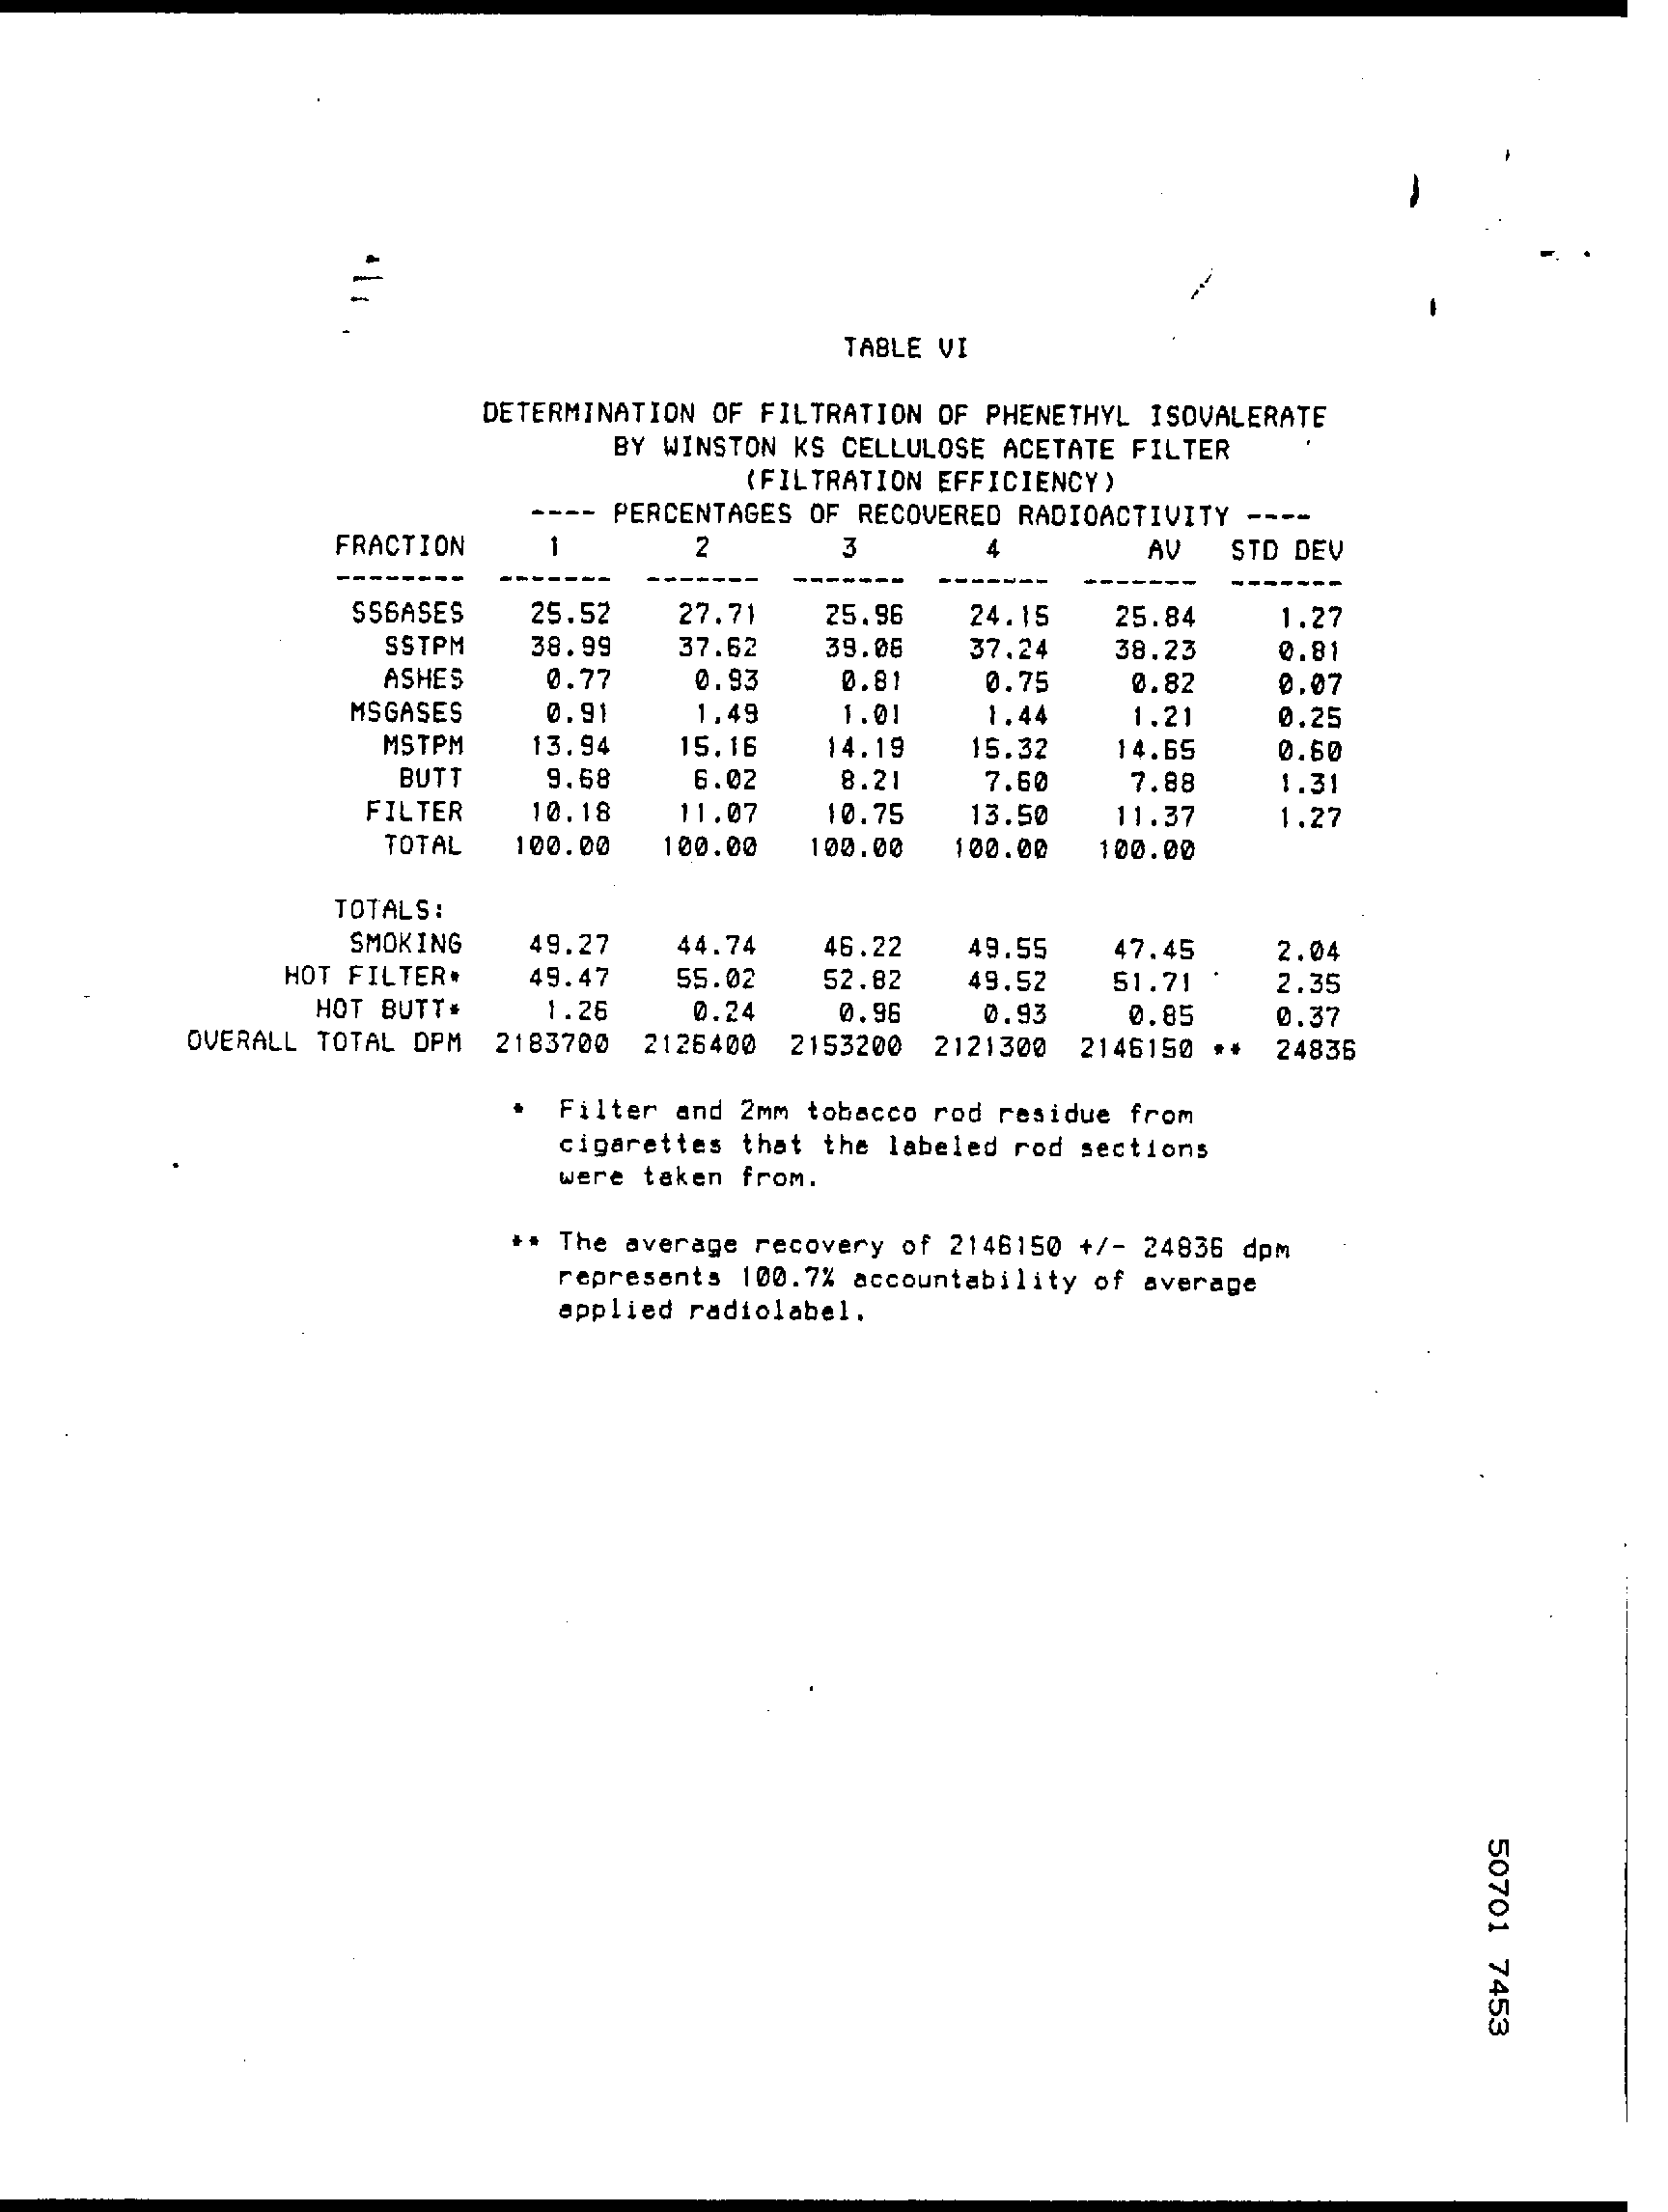 TABLE VI
DETERMINATION OF FILTRATION OF PHENETHYL ISOVALERATE
BY WINSTON KS CELLULOSE ACETATE FILTER
(FILTRATION EFFICIENCY)
---- PERCENTAGES OF RECOVERED RADIOACTIVITY ----
FRACTION 1 2 3 4 AV STD DEV
-------- ------- ------- ------- ------- ------- -------
SSGASES 25.52 27.71 25.96 24.15 25.84 1.27
SSTPM 38.99 37.62 39.06 37.24 38.23 0.81
ASHES 0.77 0.93 0.81 0.75 0.82 0.07
MSGASES 0.91 1.49 1.01 1.44 1.21 0.25
MSTPM 13.94 15.16 14.19 15.32 14.65 0.60
BUTT 9.68 6.02 8.21 7.60 7.88 1.31
FILTER 10.18 11.07 10.75 13.50 11.37 1.27
TOTAL 100.00 100.00 100.00 100.00 100.00
TOTALS:
SMOKING 49.27 44.74 46.22 49.55 47.45 2.04
HOT FILTER* 49.47 55.02 52.82 49.52 51.71 2.35
HOT BUTT* 1.26 0.24 0.96 0.93 0.85 0.37
OVERALL TOTAL DPM 2183700 2126400 2153200 2121300 2146150 ** 24836
* Filter and 2mm tobacco rod residue from
cigarettes that the labeled rod sections
were taken from.
** The average recovery of 2146150 +/- 24836 dpm
represents 100.7% accountability of average
applied radiolabel.
50701 7453